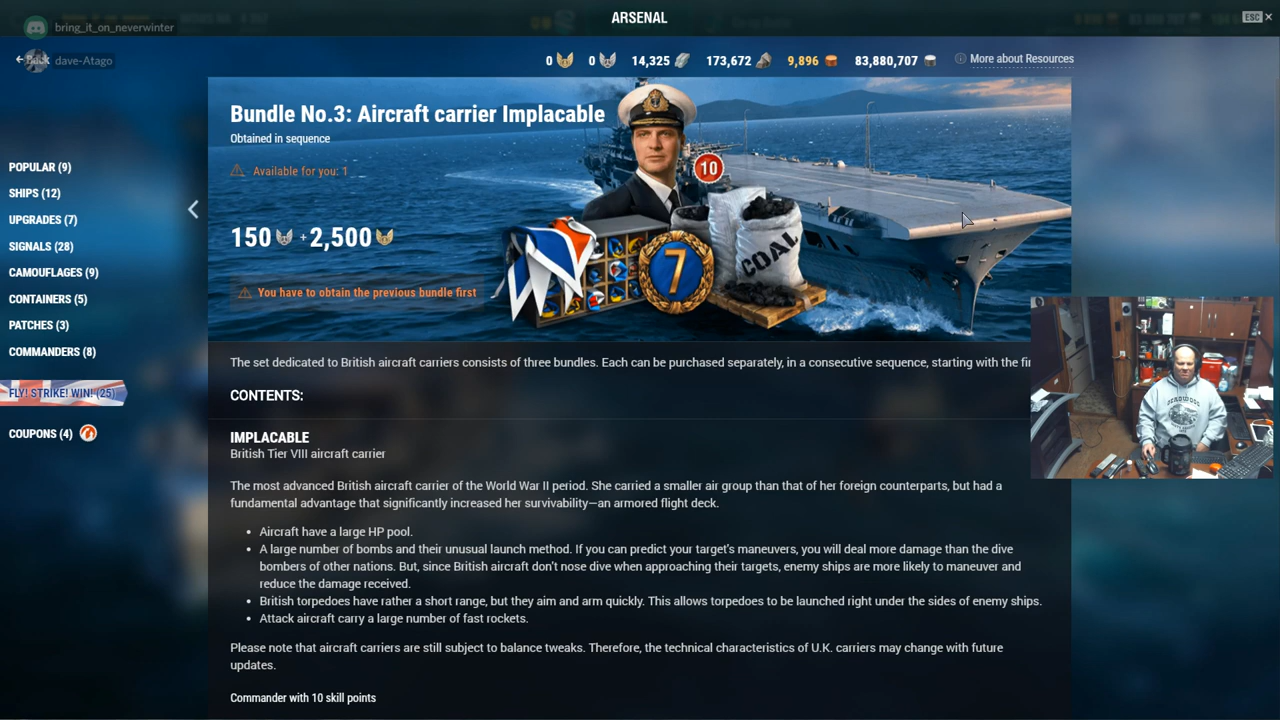 ARSENAL
ESC ×
bring_it_on_neverwinter
Back
dave-Atago
0 0 14,325 173,672 9,896 83,880,707 More about Resources
Bundle No.3: Aircraft carrier Implacable
Obtained in sequence
Available for you: 1
150 + 2,500
You have to obtain the previous bundle first
10
7
COAL
POPULAR (9)
SHIPS (12)
UPGRADES (7)
SIGNALS (28)
CAMOUFLAGES (9)
CONTAINERS (5)
PATCHES (3)
COMMANDERS (8)
FLY! STRIKE! WIN! (25)
COUPONS (4)
The set dedicated to British aircraft carriers consists of three bundles. Each can be purchased separately, in a consecutive sequence, starting with the fir
CONTENTS:
IMPLACABLE
British Tier VIII aircraft carrier
The most advanced British aircraft carrier of the World War II period. She carried a smaller air group than that of her foreign counterparts, but had a
fundamental advantage that significantly increased her survivability—an armored flight deck.
• Aircraft have a large HP pool.
• A large number of bombs and their unusual launch method. If you can predict your target's maneuvers, you will deal more damage than the dive
bombers of other nations. But, since British aircraft don't nose dive when approaching their targets, enemy ships are more likely to maneuver and
reduce the damage received.
• British torpedoes have rather a short range, but they aim and arm quickly. This allows torpedoes to be launched right under the sides of enemy ships.
• Attack aircraft carry a large number of fast rockets.
Please note that aircraft carriers are still subject to balance tweaks. Therefore, the technical characteristics of U.K. carriers may change with future
updates.
Commander with 10 skill points